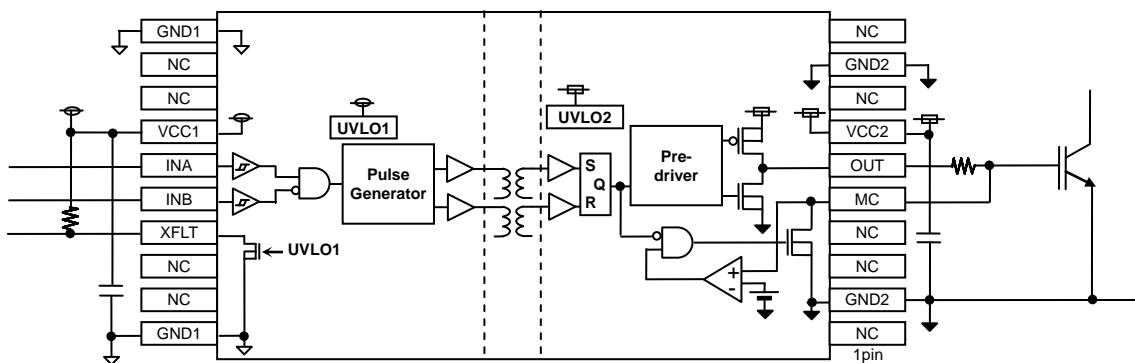 GND1
NC
NC
VCC1
INA
INB
XFLT
NC
NC
GND1
UVLO1
Pulse
Generator
UVLO1
UVLO2
S
Q
R
Pre-
driver
+
-
NC
GND2
NC
VCC2
OUT
MC
NC
NC
GND2
NC
1pin